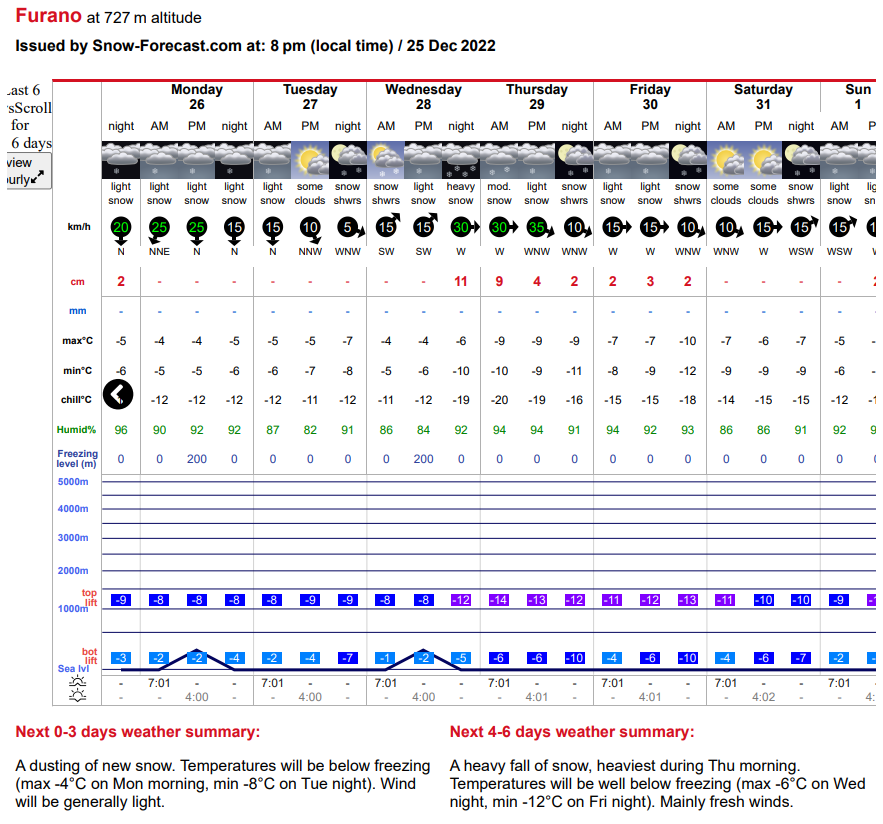 Furano at 727 m altitude
Issued by Snow-Forecast.com at: 8 pm (local time) / 25 Dec 2022
Last 6
rsScroll
for
6 days
view
ourly
Monday Tuesday Wednesday Thursday Friday Saturday Sun
26 27 28 29 30 31 1
night AM PM night AM PM night AM PM night AM PM night AM PM night AM PM night AM
light snow light snow light snow light snow light snow some clouds snow shwrs snow shwrs light snow heavy snow mod. snow light snow snow shwrs light snow light snow snow shwrs some clouds some clouds snow shwrs light snow
km/h 20 25 25 15 15 10 5 15 15 30 30 35 10 15 15 10 10 15 15 15
N NNE N N N NNW WNW SW SW W W WNW WNW W W WNW WNW W WSW WSW
cm 2 - - - - - - - - 11 9 4 2 2 3 2 - - - -
mm - - - - - - - - - - - - - - - - - - - -
max°C -5 -4 -4 -5 -5 -5 -7 -4 -4 -6 -9 -9 -9 -7 -7 -10 -7 -6 -7 -5
min°C -6 -5 -5 -6 -6 -7 -8 -5 -6 -10 -10 -9 -11 -8 -9 -12 -9 -9 -9 -6
chill°C -12 -12 -12 -12 -11 -12 -11 -12 -19 -20 -19 -16 -15 -15 -18 -14 -15 -15 -12
Humid% 96 90 92 92 87 82 91 86 84 92 94 94 91 94 92 93 86 86 91 92
Freezing
level (m) 0 0 200 0 0 0 0 0 200 0 0 0 0 0 0 0 0 0 0 0
5000m
4000m
3000m
2000m
top
lift -9 -8 -8 -8 -8 -9 -9 -8 -8 -12 -14 -13 -12 -11 -12 -13 -11 -10 -10 -9
1000m
bot
lift -3 -2 -2 -4 -2 -4 -7 -1 -2 -5 -6 -6 -10 -4 -6 -10 -4 -6 -7 -2
Sea lvl
- 7:01 - - 7:01 - - 7:01 - - 7:01 - - 7:01 - - 7:01 - - 7:01
- - 4:00 - - 4:00 - - 4:00 - - 4:01 - - 4:01 - - 4:02 - -
Next 0-3 days weather summary:
A dusting of new snow. Temperatures will be below freezing
(max -4°C on Mon morning, min -8°C on Tue night). Wind
will be generally light.
Next 4-6 days weather summary:
A heavy fall of snow, heaviest during Thu morning.
Temperatures will be well below freezing (max -6°C on Wed
night, min -12°C on Fri night). Mainly fresh winds.